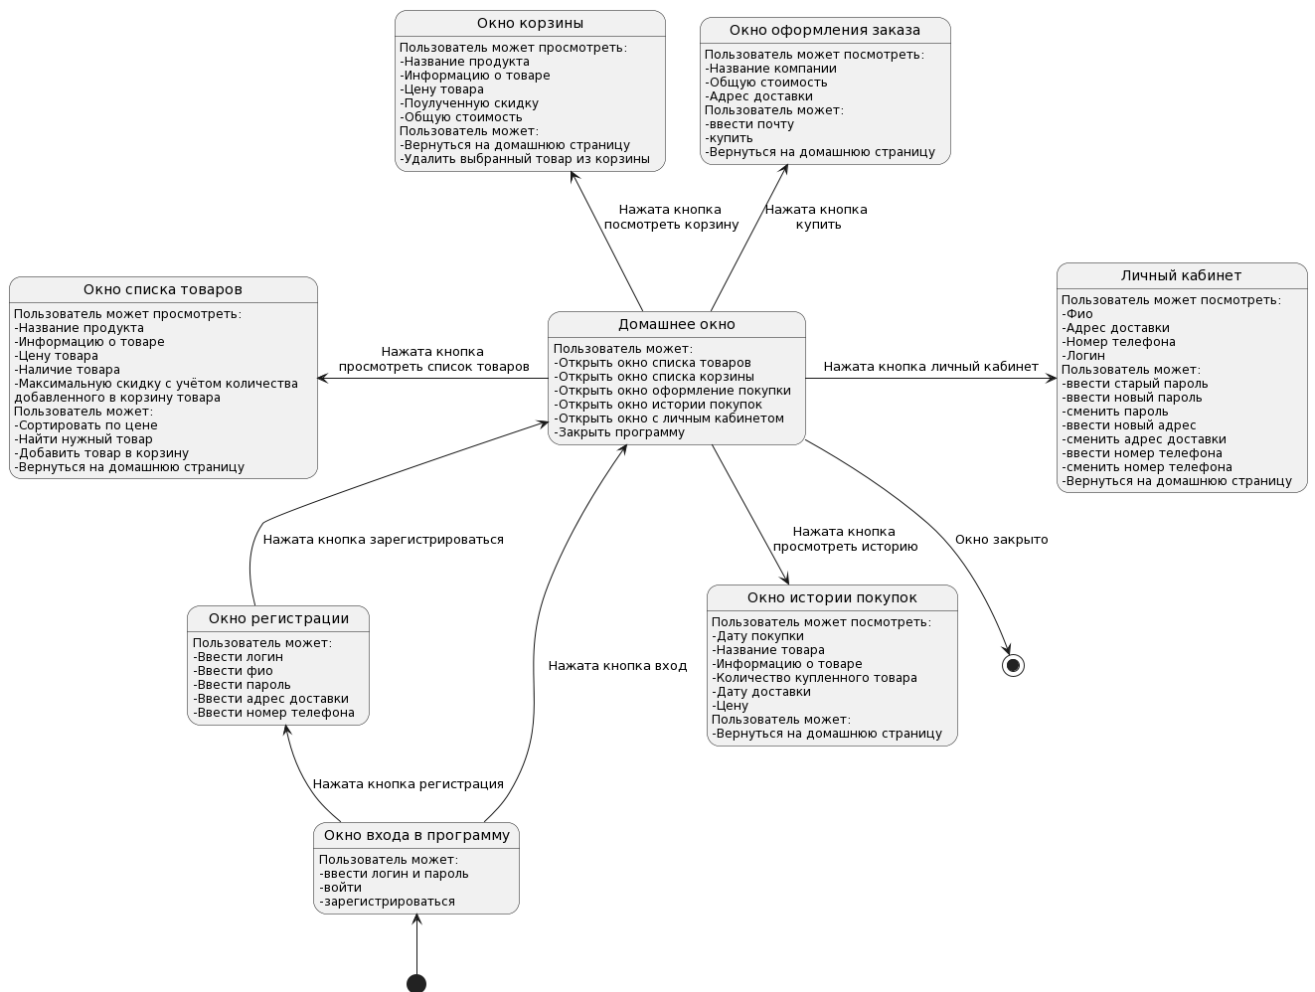 Окно корзины
Пользователь может просмотреть:
-Название продукта
-Информацию о товаре
-Цену товара
-Поулученную скидку
-Общую стоимость
Пользователь может:
-Вернуться на домашнюю страницу
-Удалить выбранный товар из корзины
Окно оформления заказа
Пользователь может посмотреть:
-Название компании
-Общую стоимость
-Адрес доставки
Пользователь может:
-ввести почту
-купить
-Вернуться на домашнюю страницу
Нажата кнопка
посмотреть корзину
Нажата кнопка
купить
Окно списка товаров
Пользователь может просмотреть:
-Название продукта
-Информацию о товаре
-Цену товара
-Наличие товара
-Максимальную скидку с учётом количества
добавленного в корзину товара
Пользователь может:
-Сортировать по цене
-Найти нужный товар
-Добавить товар в корзину
-Вернуться на домашнюю страницу
Нажата кнопка
просмотреть список товаров
Домашнее окно
Пользователь может:
-Открыть окно списка товаров
-Открыть окно списка корзины
-Открыть окно оформление покупки
-Открыть окно истории покупок
-Открыть окно с личным кабинетом
-Закрыть программу
Нажата кнопка личный кабинет
Личный кабинет
Пользователь может посмотреть:
-Фио
-Адрес доставки
-Номер телефона
-Логин
Пользователь может:
-ввести старый пароль
-ввести новый пароль
-сменить пароль
-ввести новый адрес
-сменить адрес доставки
-ввести номер телефона
-сменить номер телефона
-Вернуться на домашнюю страницу
Нажата кнопка зарегистрироваться
Нажата кнопка
просмотреть историю
Окно закрыто
Окно регистрации
Пользователь может:
-Ввести логин
-Ввести фио
-Ввести пароль
-Ввести адрес доставки
-Ввести номер телефона
Нажата кнопка вход
Окно истории покупок
Пользователь может посмотреть:
-Дату покупки
-Название товара
-Информацию о товаре
-Количество купленного товара
-Дату доставки
-Цену
Пользователь может:
-Вернуться на домашнюю страницу
Нажата кнопка регистрация
Окно входа в программу
Пользователь может:
-ввести логин и пароль
-войти
-зарегистрироваться